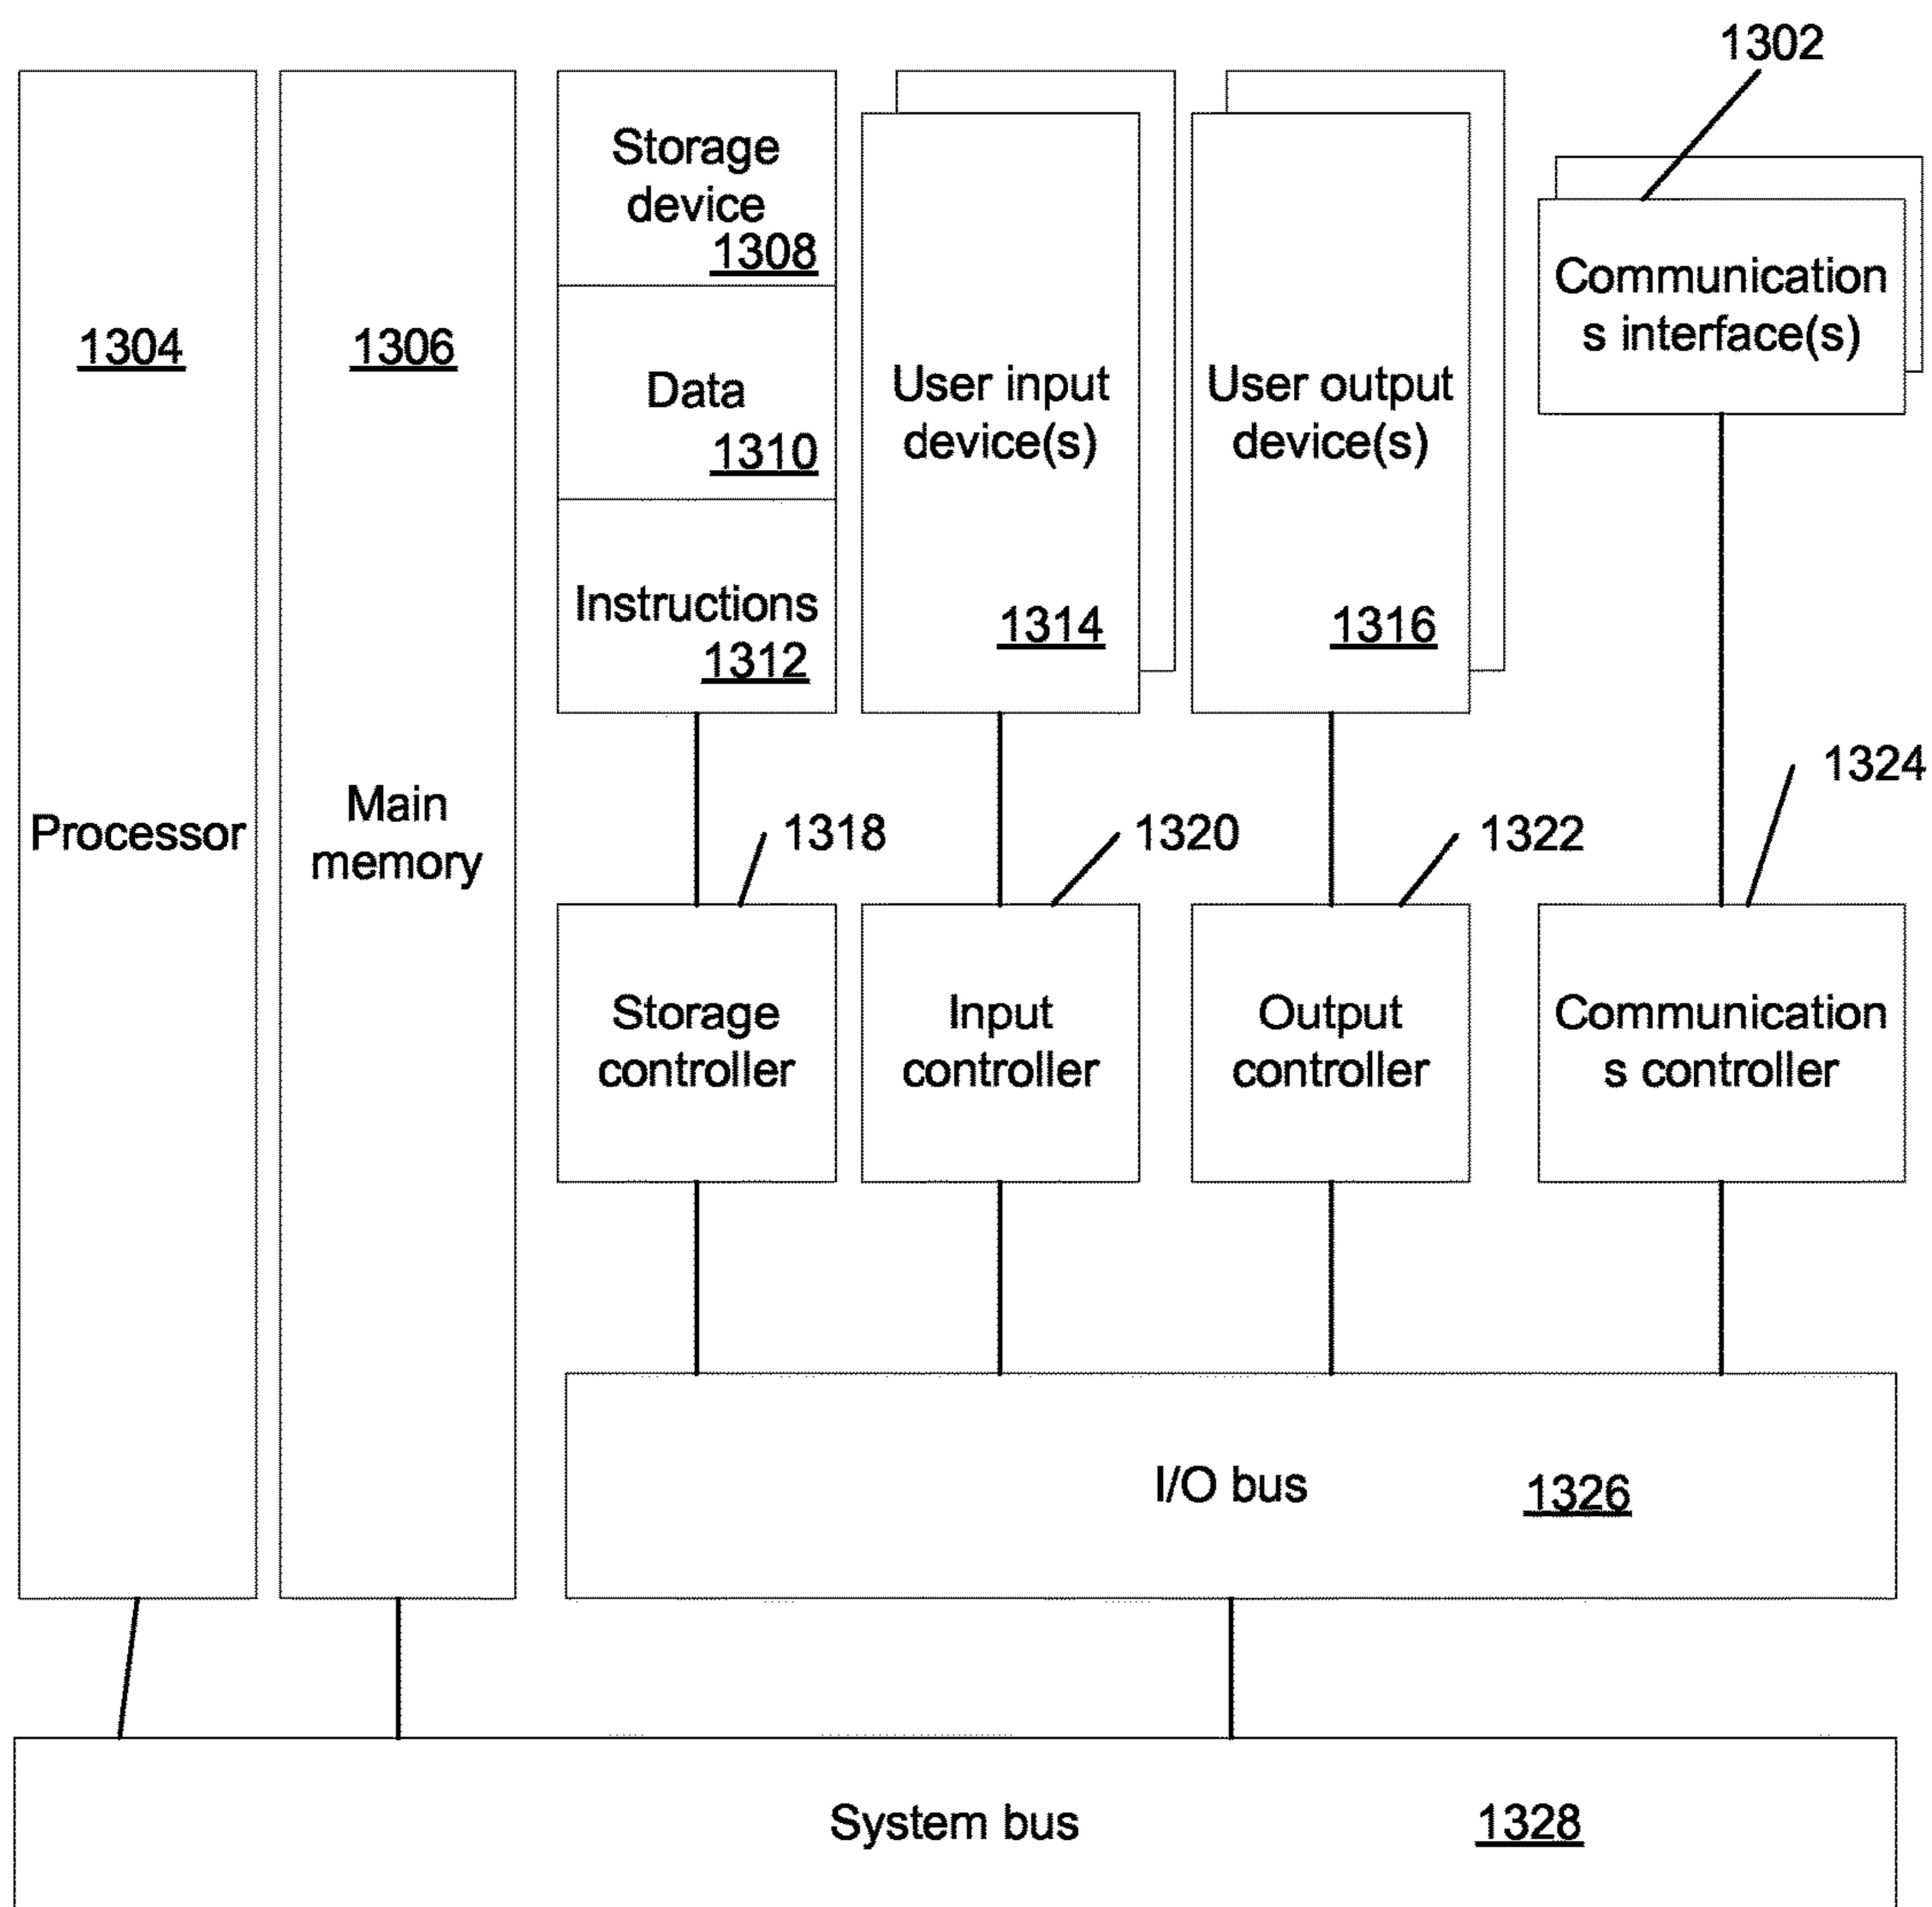 1302
Storage
device
1308
Communication
s interface(s)
1304
1306
Data
1310
User input
device(s)
1314
User output
device(s)
1316
Instructions
1312
1324
Processor
Main
memory
1318
1320
1322
Storage
controller
Input
controller
Output
controller
Communication
s controller
I/O bus
1326
System bus
1328